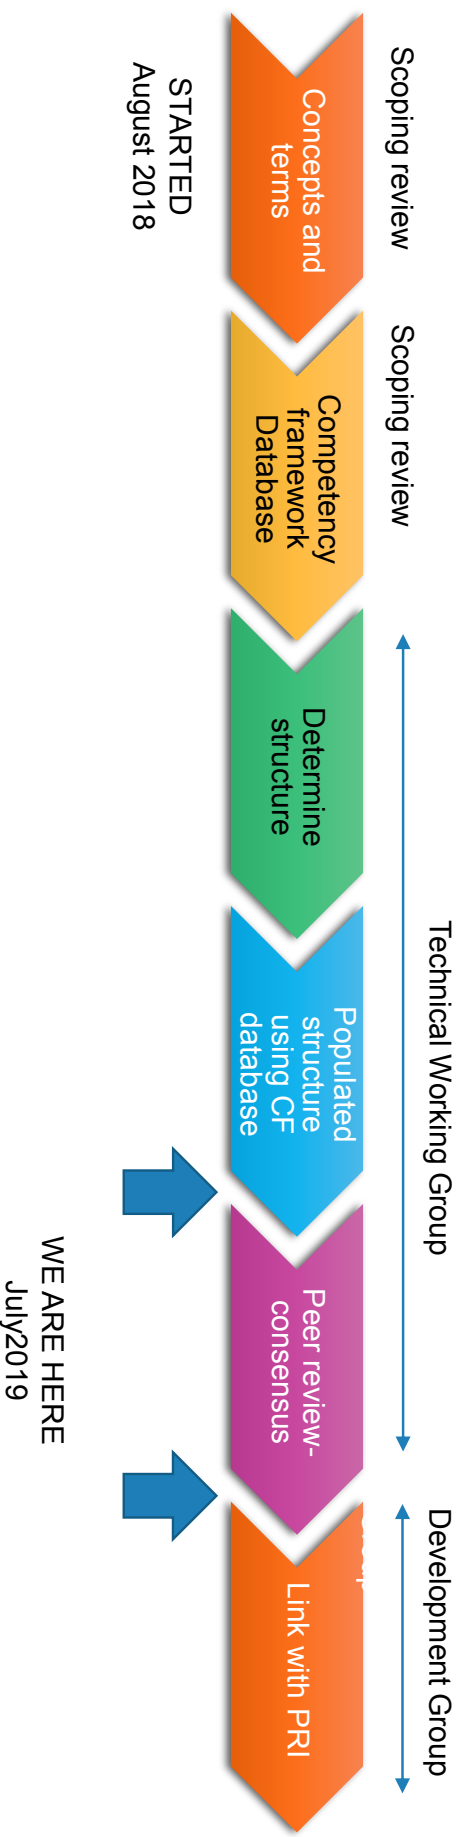 Scoping review
Scoping review
Technical Working Group
Development Group
Concepts and
terms
Competency
framework
Database
Determine
structure
Populated
structure
using CF
database
Peer review-
consensus
Link with PRI
STARTED
August 2018
WE ARE HERE
July2019